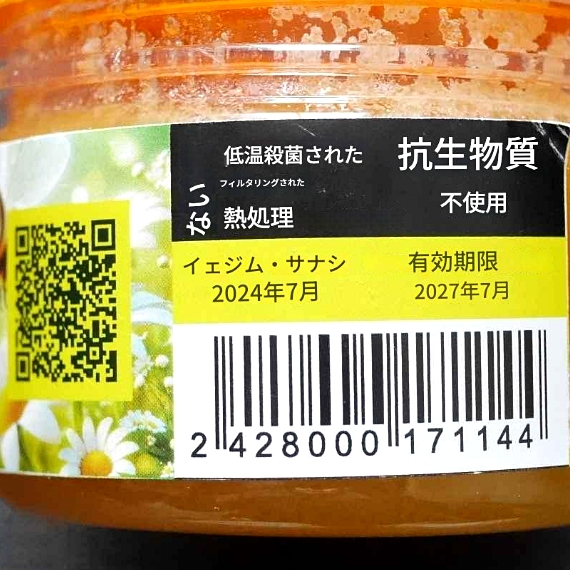 低温殺菌された
フィルタリングされた
ない
熱処理
抗生物質
不使用
イェジム・サナシ
2024年7月
有効期限
2027年7月
2 428000 171144